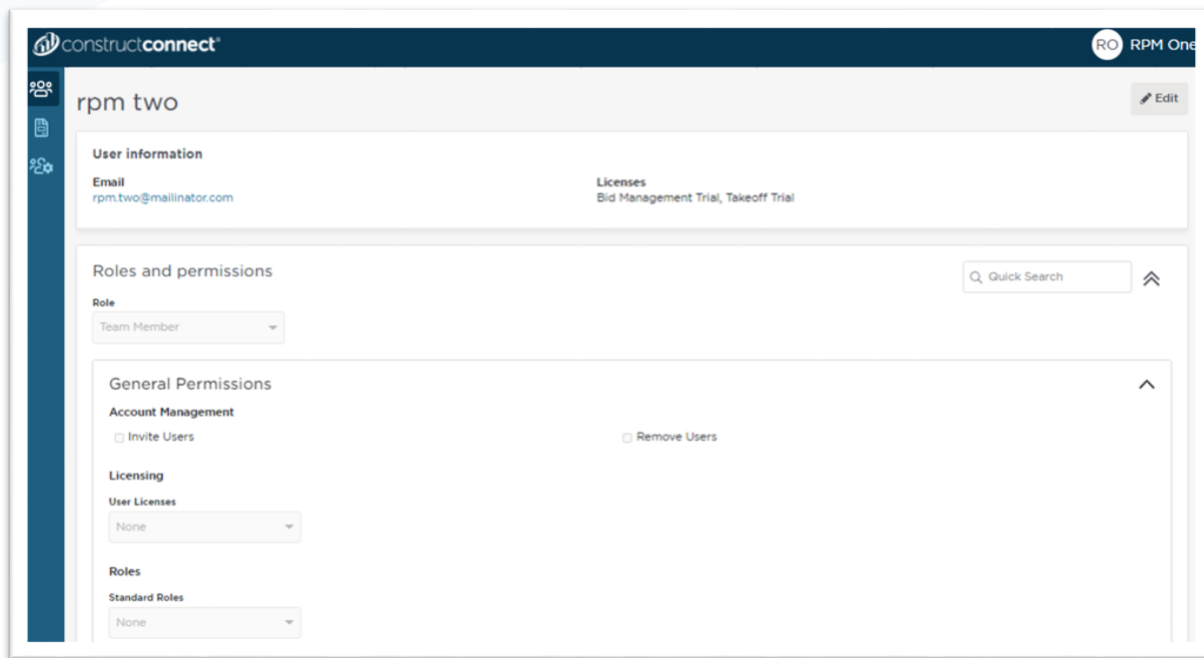 constructconnect®
RO RPM One
rpm two
Edit
User information
Email
Licenses
rpm.two@mailinator.com
Bid Management Trial, Takeoff Trial
Roles and permissions
Quick Search
Role
Team Member
General Permissions
Account Management
Invite Users
Remove Users
Licensing
User Licenses
None
Roles
Standard Roles
None